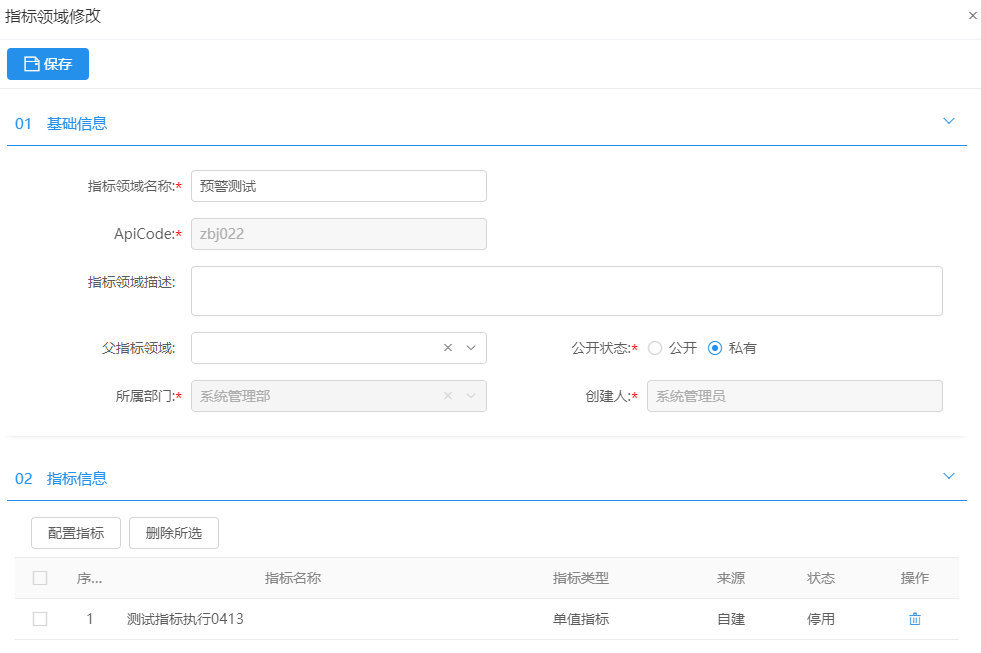 指标领域修改
保存
01 基础信息
指标领域名称:* 预警测试
ApiCode:* zbj022
指标领域描述:
父指标领域: 公开状态:* 公开 私有
所属部门:* 系统管理部 创建人:* 系统管理员
02 指标信息
配置指标 删除所选
序... 指标名称 指标类型 来源 状态 操作
1 测试指标执行0413 单值指标 自建 停用